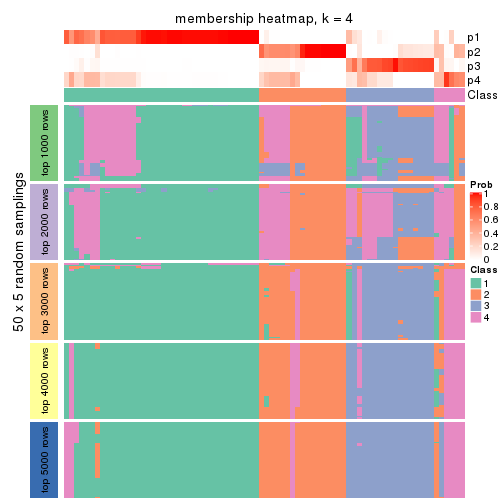 membership heatmap, k = 4
p1
p2
p3
p4
Class
50 x 5 random samplings
top 1000 rows
top 2000 rows
top 3000 rows
top 4000 rows
top 5000 rows
Prob
1
0.8
0.6
0.4
0.2
0
Class
1
2
3
4